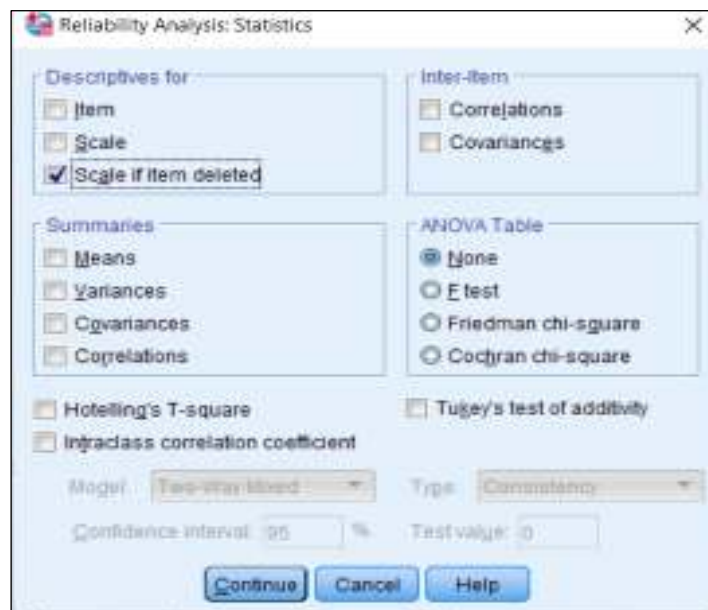 Reliability Analysis: Statistics
Descriptives for
Item
Scale
Scale if item deleted
Inter-Item
Correlations
Covariances
Summaries
Means
Variances
Covariances
Correlations
ANOVA Table
None
F test
Friedman chi-square
Cochran chi-square
Hotelling's T-square
Tukey's test of additivity
Intraclass correlation coefficient
Model: Two-Way Mixed Type: Consistency
Confidence interval: 95 % Test value: 0
Continue Cancel Help